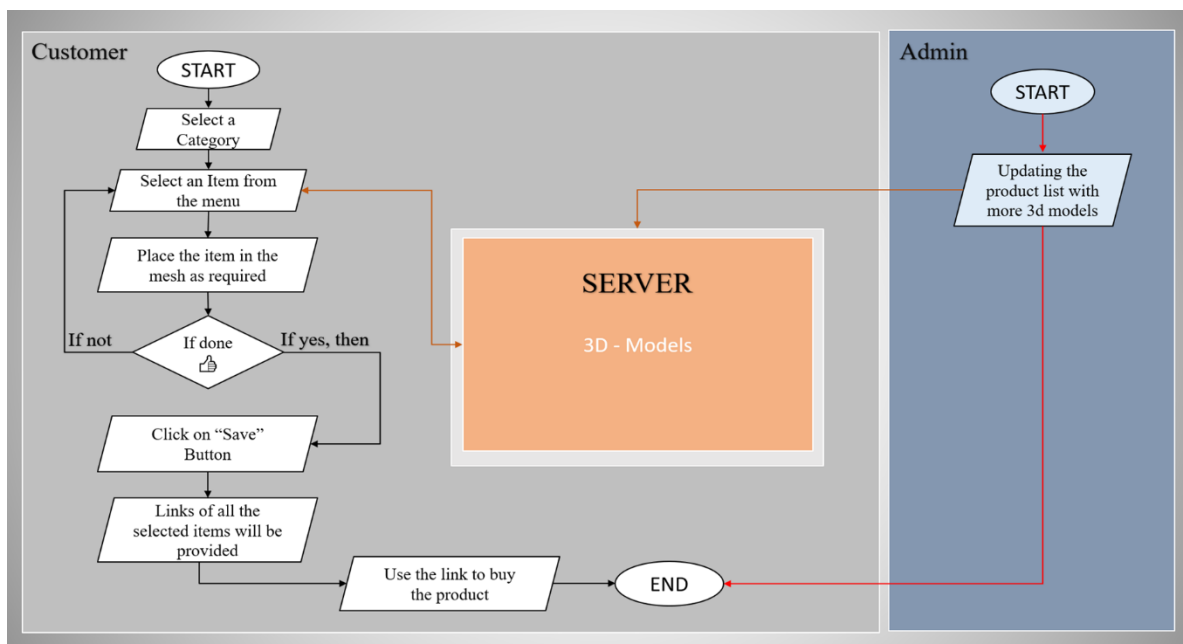 Customer
START
Select a
Category
Select an Item from
the menu
Place the item in the
mesh as required
If not
If done
👍
If yes, then
Click on “Save”
Button
Links of all the
selected items will be
provided
Use the link to buy
the product
END
SERVER
3D - Models
Admin
START
Updating the
product list with
more 3d models